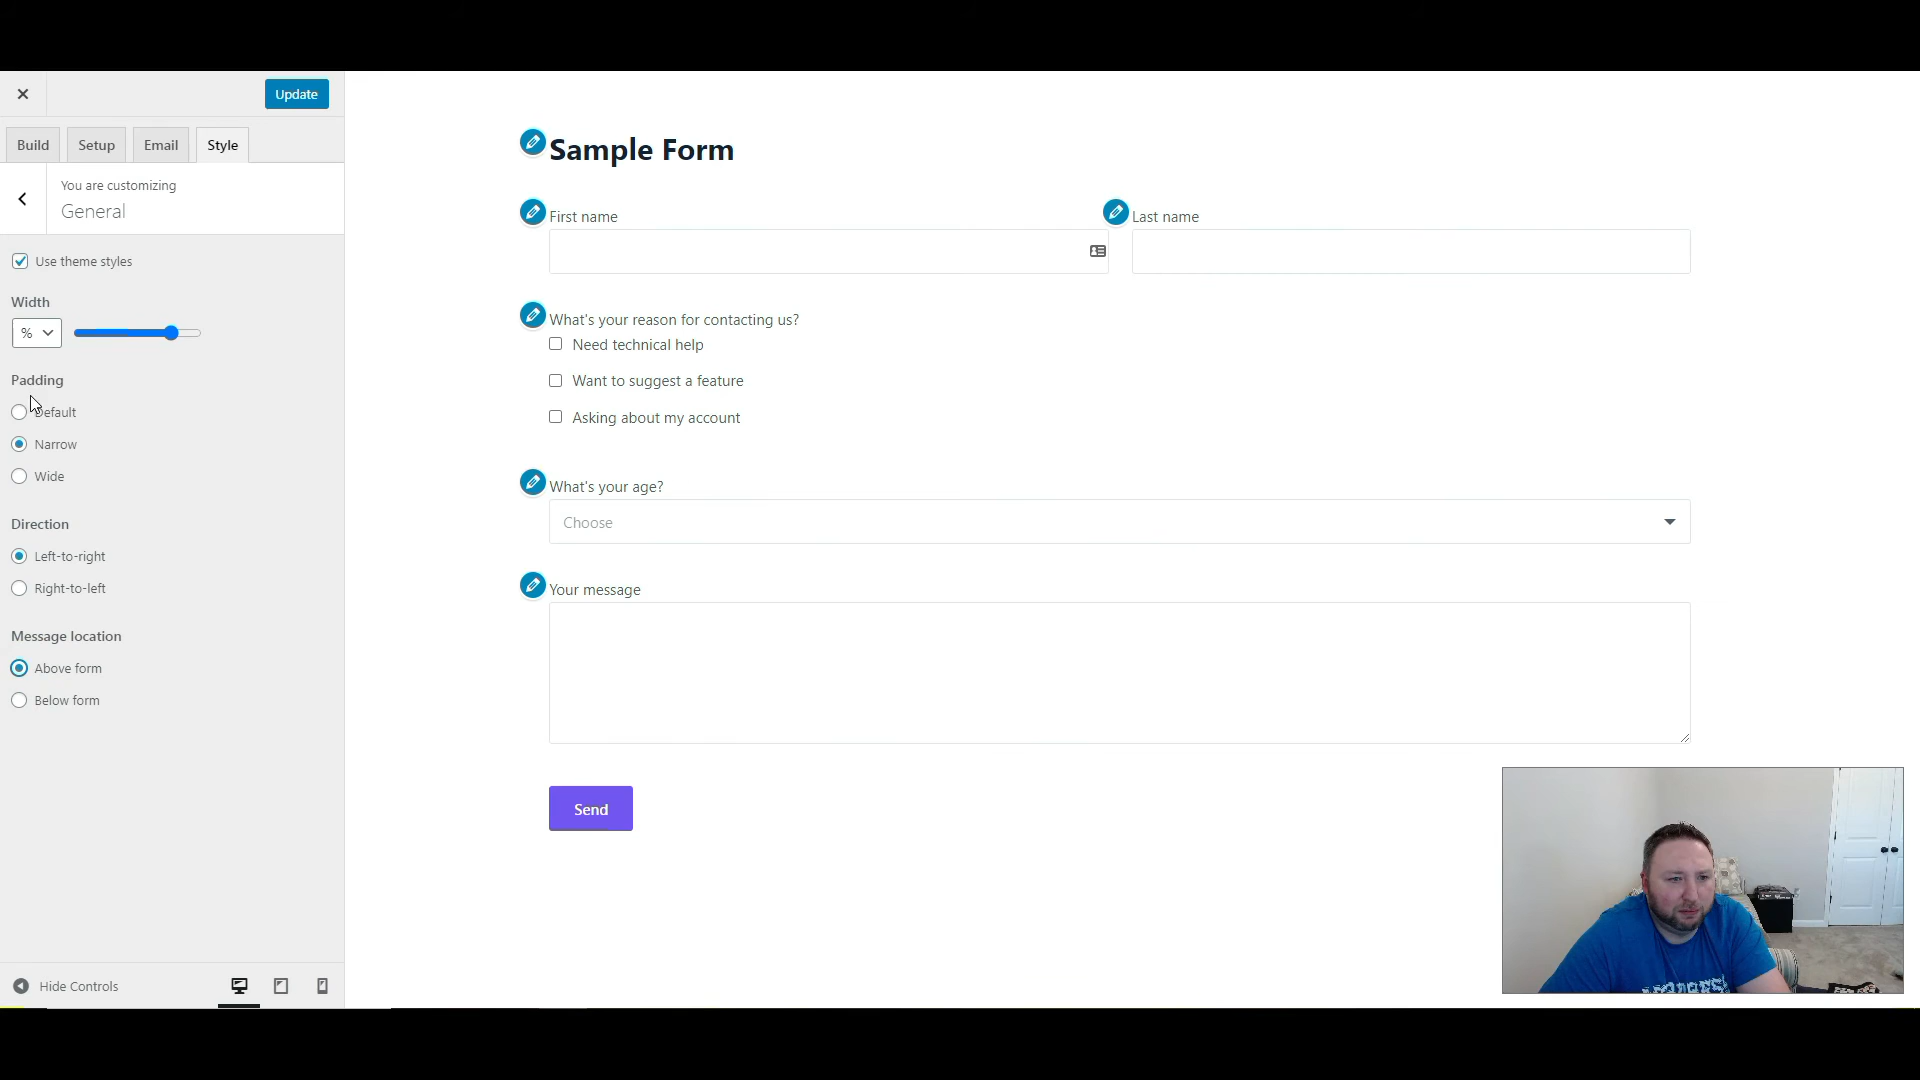 Update
Build
Setup
Email
Style
You are customizing
General
Use theme styles
Width
%
Padding
Default
Narrow
Wide
Direction
Left-to-right
Right-to-left
Message location
Above form
Below form
Hide Controls
Sample Form
First name
Last name
What's your reason for contacting us?
Need technical help
Want to suggest a feature
Asking about my account
What's your age?
Choose
Your message
Send